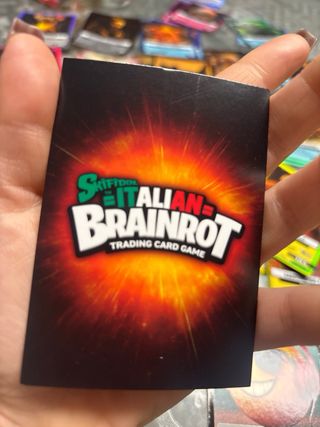 =ITALIAN=
BRAINROT
TRADING CARD GAME